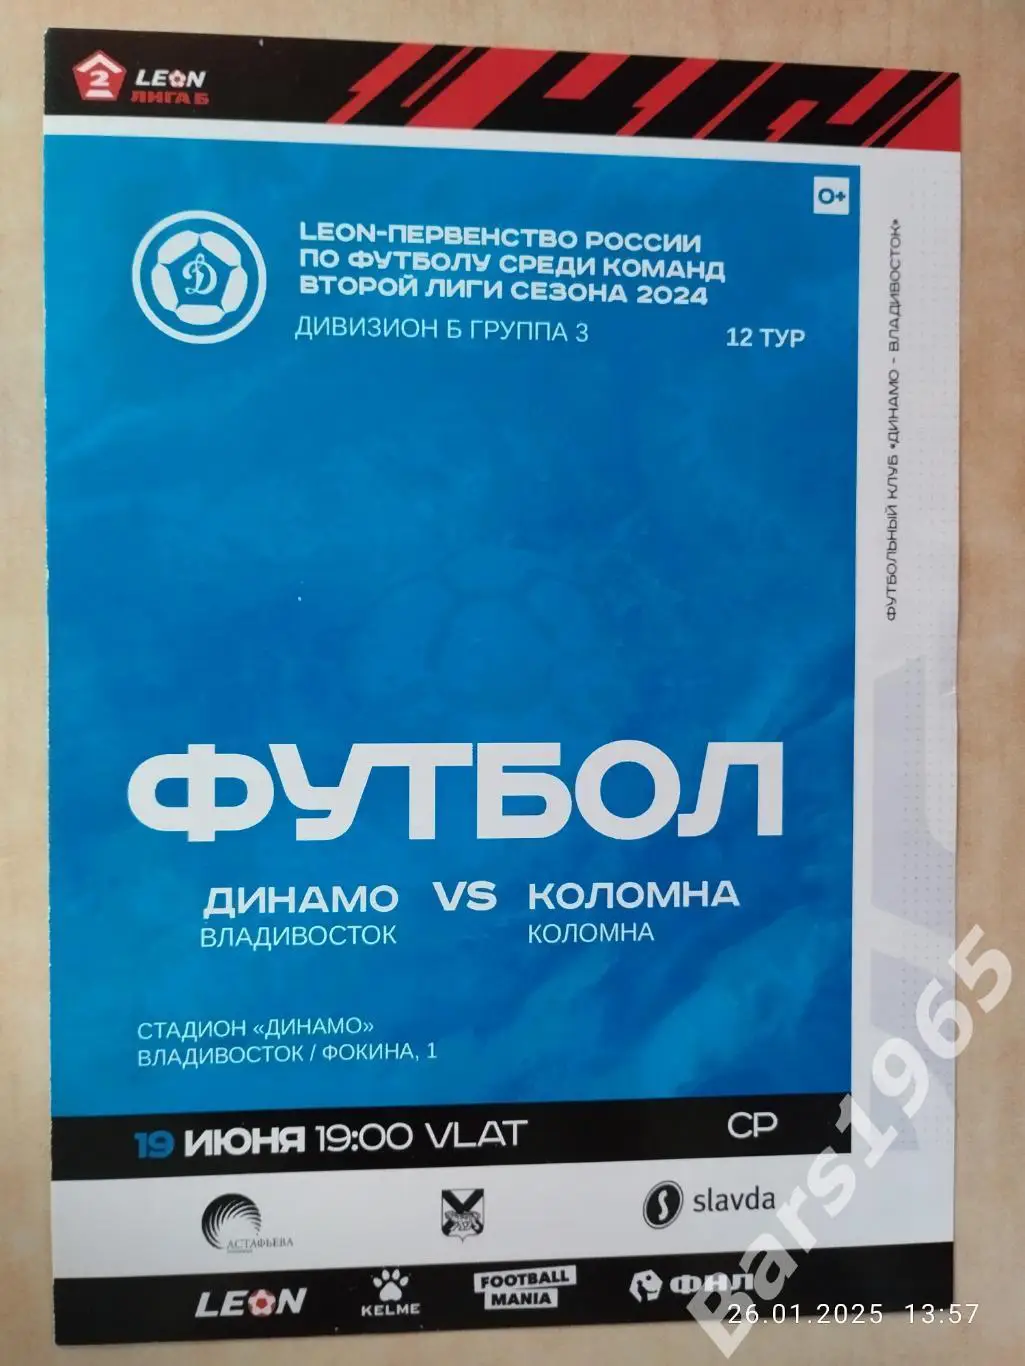 2 LEON
ЛИГА Б
0+
LEON-ПЕРВЕНСТВО РОССИИ
ПО ФУТБОЛУ СРЕДИ КОМАНД
ВТОРОЙ ЛИГИ СЕЗОНА 2024
ДИВИЗИОН Б ГРУППА 3
12 ТУР
Д
ФУТБОЛЬНЫЙ КЛУБ «ДИНАМО - ВЛАДИВОСТОК»
ФУТБОЛ
ДИНАМО VS КОЛОМНА
ВЛАДИВОСТОК КОЛОМНА
СТАДИОН «ДИНАМО»
ВЛАДИВОСТОК / ФОКИНА, 1
19 ИЮНЯ 19:00 VLAT СР
АСТАФЬЕВА
slavda
LEON
KELME
FOOTBALL
MANIA
ФНЛ
Bars1965
26.01.2025 13:57